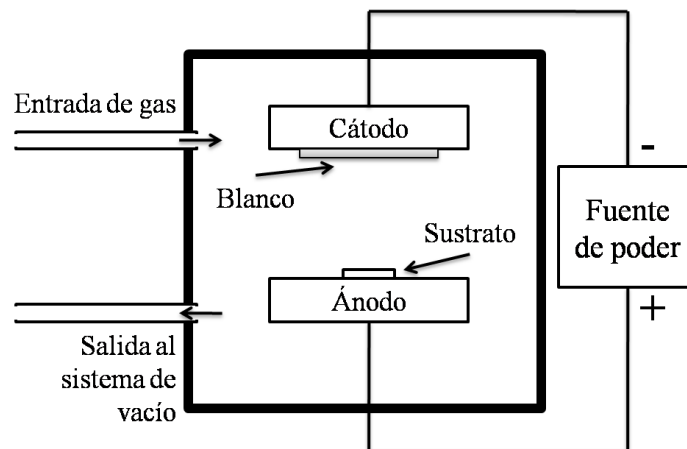 Entrada de gas
Cátodo
Blanco
-
Fuente
de poder
+
Sustrato
Ánodo
Salida al
sistema de
vacío